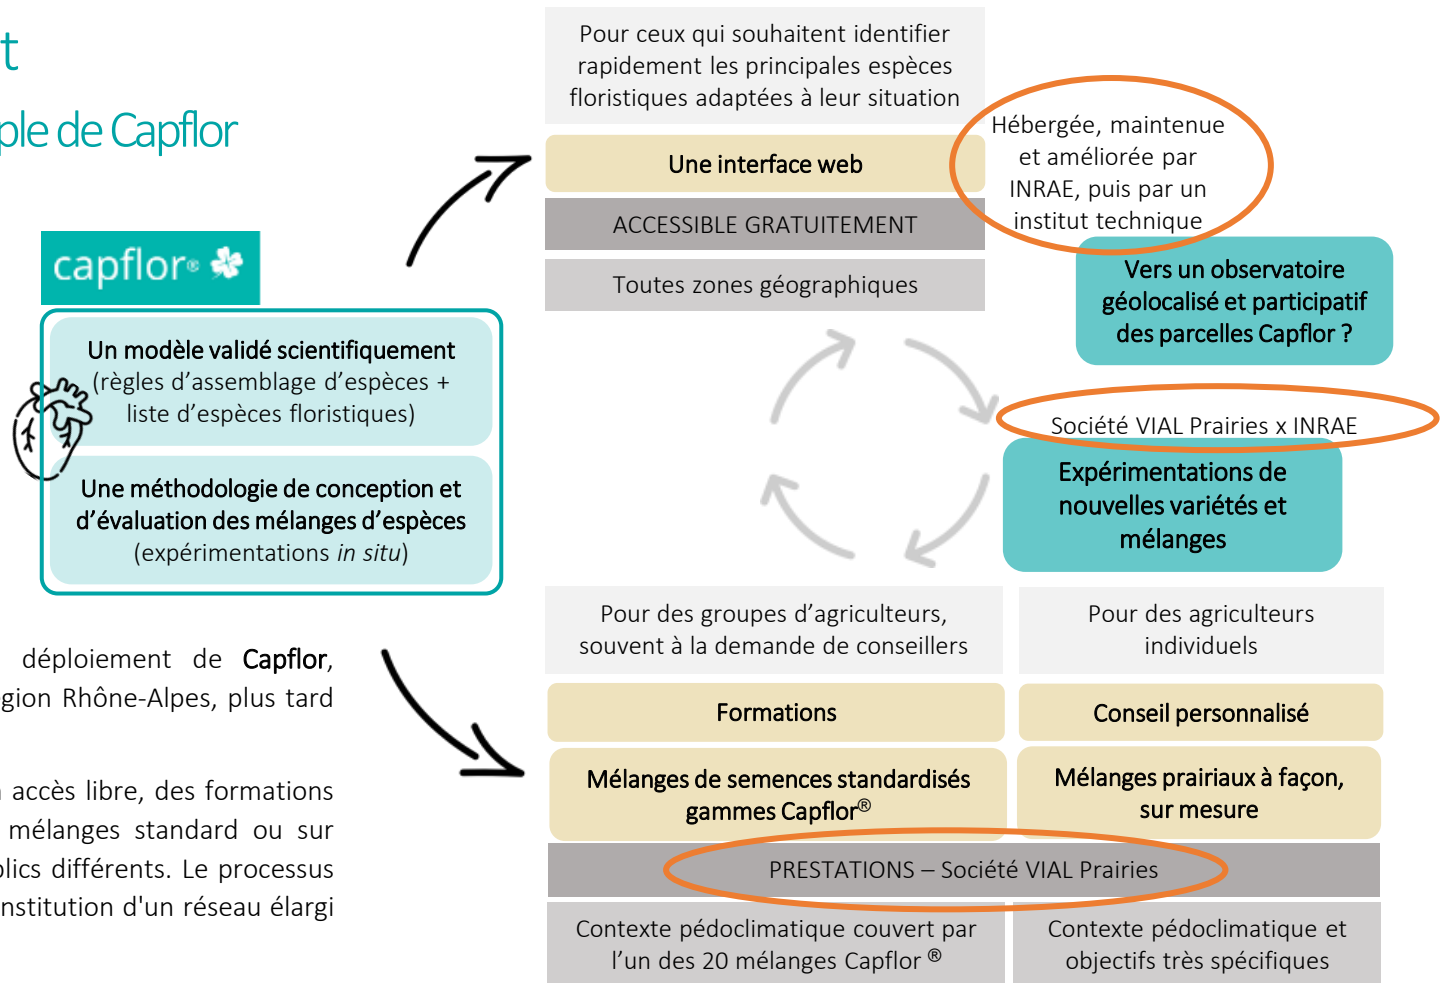 t
ple de Capflor
capflor®
Un modèle validé scientifiquement
(règles d’assemblage d’espèces +
liste d’espèces floristiques)
Une méthodologie de conception et
d’évaluation des mélanges d’espèces
(expérimentations in situ)
déploiement de Capflor,
gion Rhône-Alpes, plus tard
accès libre, des formations
mélanges standard ou sur
blics différents. Le processus
nstitution d'un réseau élargi
Pour ceux qui souhaitent identifier
rapidement les principales espèces
floristiques adaptées à leur situation
Une interface web
ACCESSIBLE GRATUITEMENT
Toutes zones géographiques
Hébergée, maintenue
et améliorée par
INRAE, puis par un
institut technique
Vers un observatoire
géolocalisé et participatif
des parcelles Capflor ?
Société VIAL Prairies x INRAE
Expérimentations de
nouvelles variétés et
mélanges
Pour des groupes d’agriculteurs,
souvent à la demande de conseillers
Formations
Mélanges de semences standardisés
gammes Capflor®
Pour des agriculteurs
individuels
Conseil personnalisé
Mélanges prairiaux à façon,
sur mesure
PRESTATIONS – Société VIAL Prairies
Contexte pédoclimatique couvert par
l’un des 20 mélanges Capflor ®
Contexte pédoclimatique et
objectifs très spécifiques